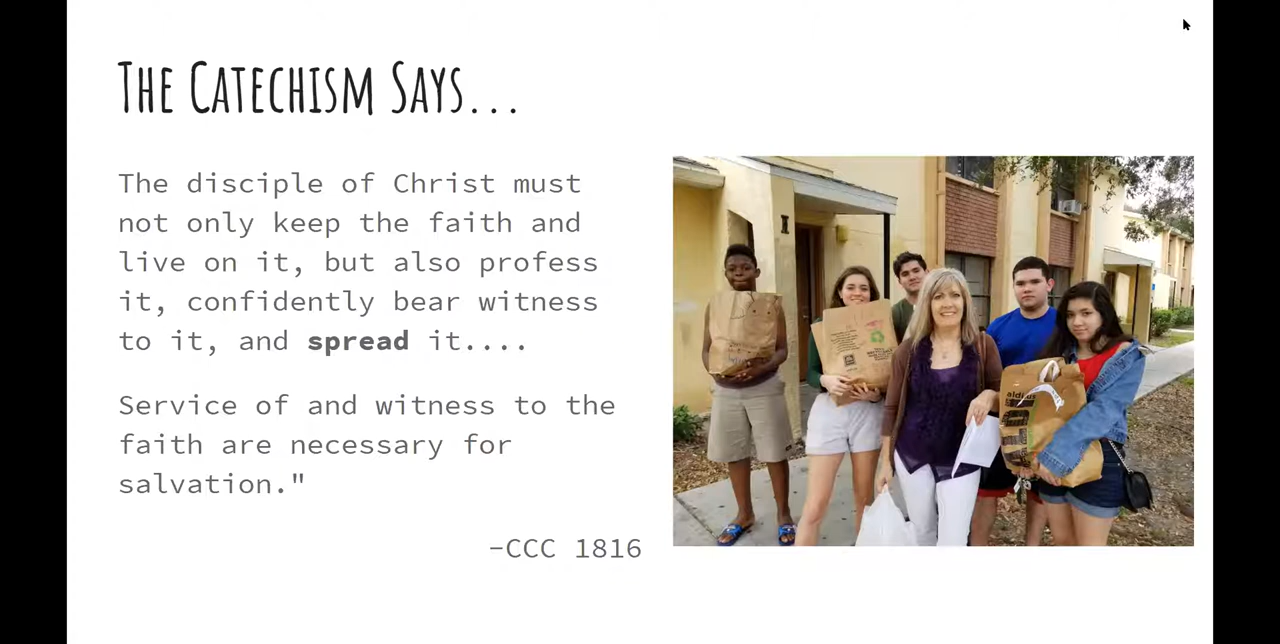 The Catechism Says...
The disciple of Christ must
not only keep the faith and
live on it, but also profess
it, confidently bear witness
to it, and spread it....
Service of and witness to the
faith are necessary for
salvation."
-CCC 1816